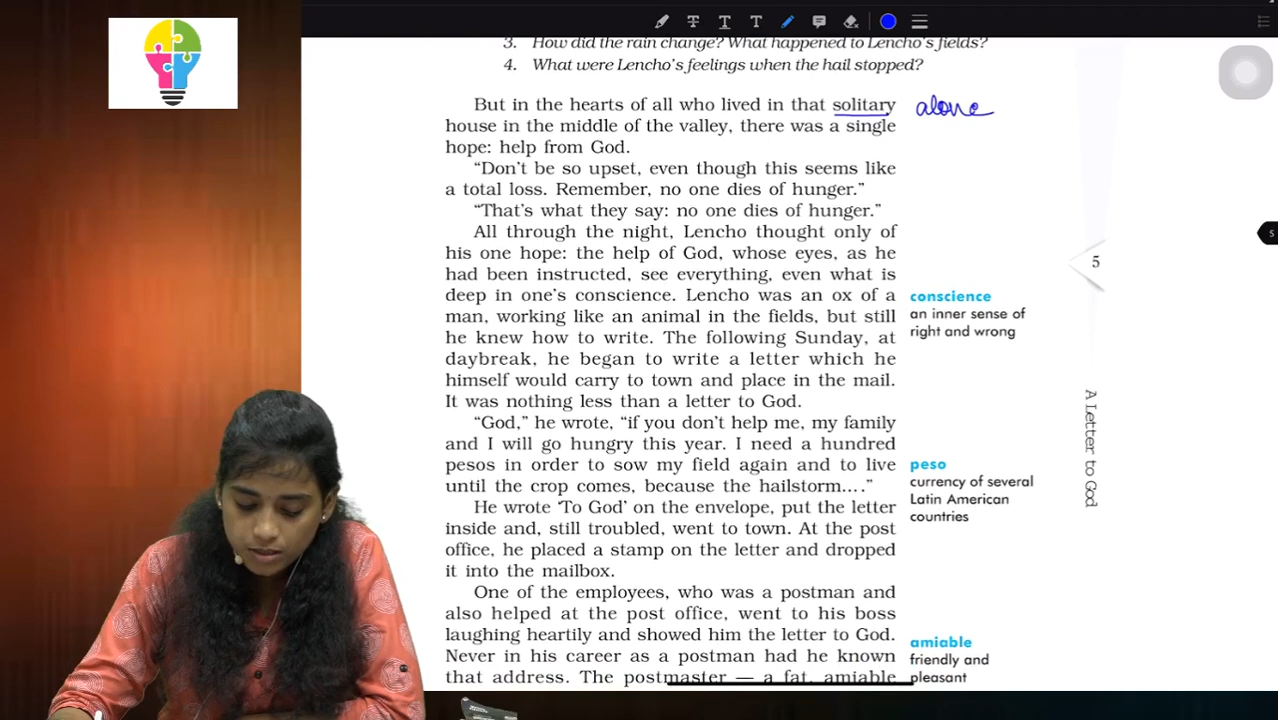 3. How did the rain change? What happened to Lencho's fields?
4. What were Lencho's feelings when the hail stopped?
But in the hearts of all who lived in that solitary alone
house in the middle of the valley, there was a single
hope: help from God.
“Don't be so upset, even though this seems like
a total loss. Remember, no one dies of hunger.”
“That's what they say: no one dies of hunger.”
All through the night, Lencho thought only of
his one hope: the help of God, whose eyes, as he
had been instructed, see everything, even what is
deep in one's conscience. Lencho was an ox of a
man, working like an animal in the fields, but still
he knew how to write. The following Sunday, at
daybreak, he began to write a letter which he
himself would carry to town and place in the mail.
It was nothing less than a letter to God.
“God,” he wrote, “if you don't help me, my family
and I will go hungry this year. I need a hundred
pesos in order to sow my field again and to live
until the crop comes, because the hailstorm....”
He wrote ‘To God’ on the envelope, put the letter
inside and, still troubled, went to town. At the post
office, he placed a stamp on the letter and dropped
it into the mailbox.
One of the employees, who was a postman and
also helped at the post office, went to his boss
laughing heartily and showed him the letter to God.
Never in his career as a postman had he known
that address. The postmaster — a fat, amiable
conscience
an inner sense of
right and wrong
peso
currency of several
Latin American
countries
amiable
friendly and
pleasant
5
A Letter to God
5